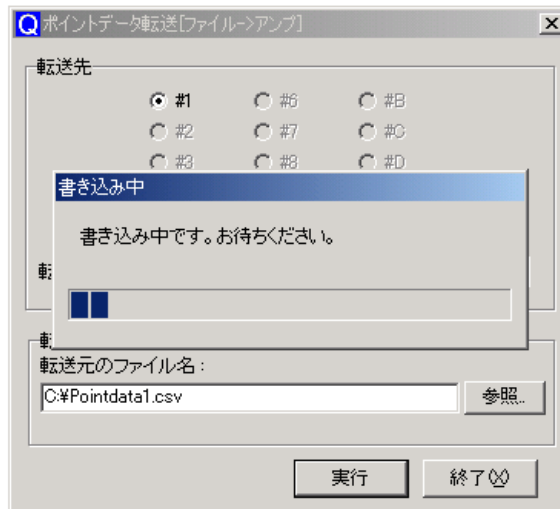 Q ポイントデータ転送[ファイル->アンプ]
転送先
#1 #6 #B
#2 #7 #C
#3 #8 #D
書き込み中
書き込み中です。お待ちください。
転送元のファイル名：
C:¥Pointdata1.csv 参照..
実行 終了(X)